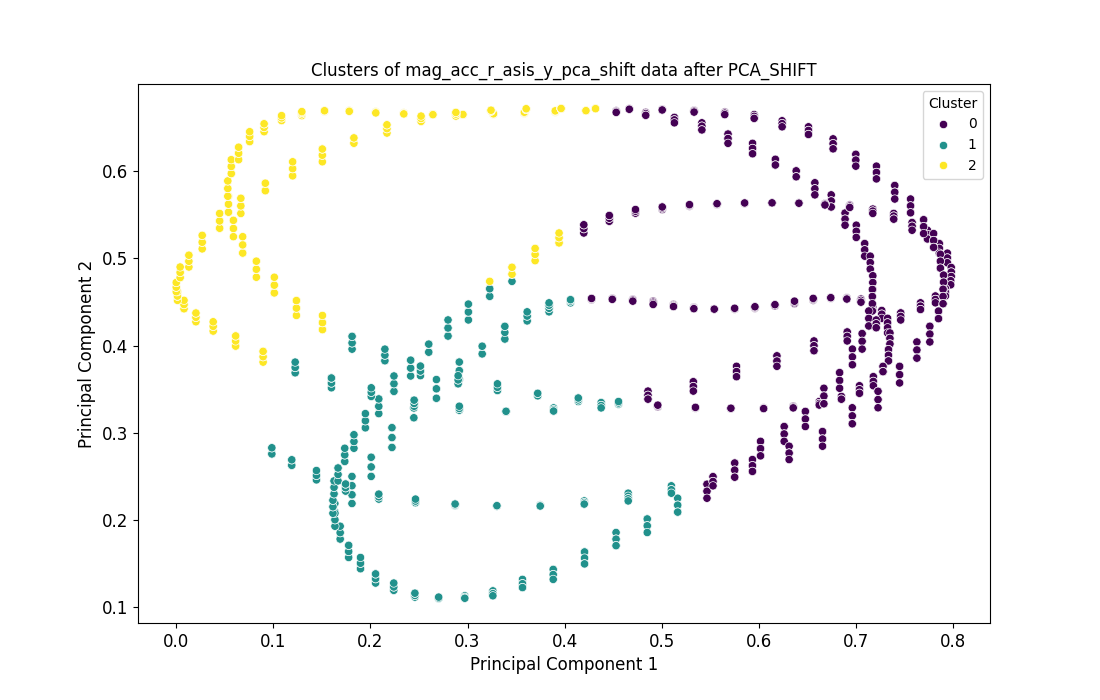 Clusters of mag_acc_r_asis_y_pca_shift data after PCA_SHIFT
Cluster
0
1
2
Principal Component 2
0.6
0.5
0.4
0.3
0.2
0.1
0.0 0.1 0.2 0.3 0.4 0.5 0.6 0.7 0.8
Principal Component 1